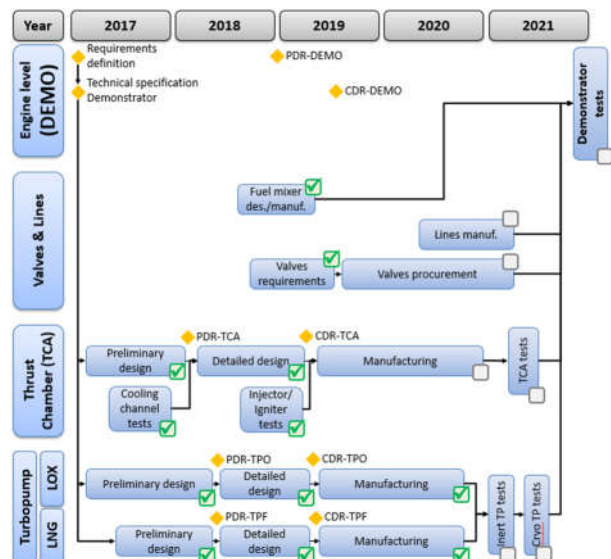 Year
2017
2018
2019
2020
2021
Engine level
(DEMO)
Requirements
definition
Technical specification
Demonstrator
PDR-DEMO
CDR-DEMO
Demonstrator
tests
Valves & Lines
Fuel mixer
des./manuf.
Lines manuf.
Valves
requirements
Valves procurement
Thrust
Chamber (TCA)
PDR-TCA
CDR-TCA
Preliminary
design
Detailed design
Manufacturing
TCA tests
Cooling
channel
tests
Injector/
Igniter tests
Turbopump
LOX
PDR-TPO
CDR-TPO
Preliminary design
Detailed
design
Manufacturing
Inert TP tests
Cryo TP tests
LNG
PDR-TPF
CDR-TPF
Preliminary
design
Detailed
design
Manufacturing